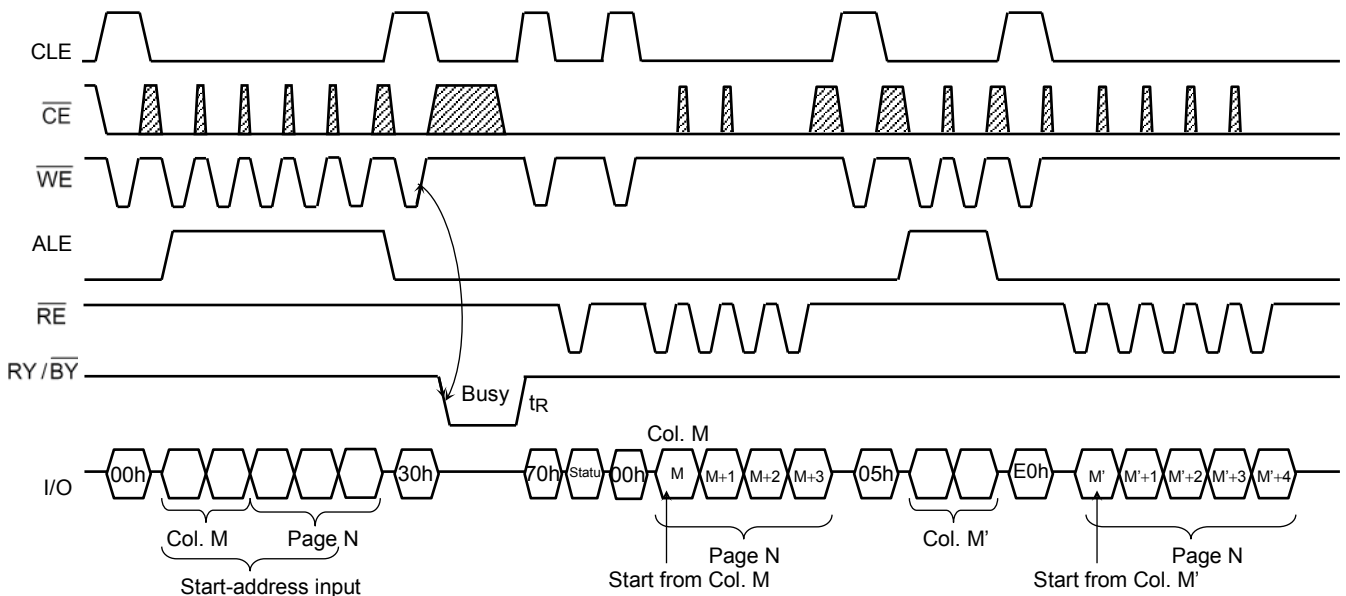 CLE
CE
WE
ALE
RE
RY / BY
Busy
tR
Col. M
I/O
00h
30h
70h
Statu
00h
M
M+1
M+2
M+3
05h
E0h
M'
M'+1
M'+2
M'+3
M'+4
Col. M
Page N
Start-address input
Page N
Start from Col. M
Col. M’
Page N
Start from Col. M’